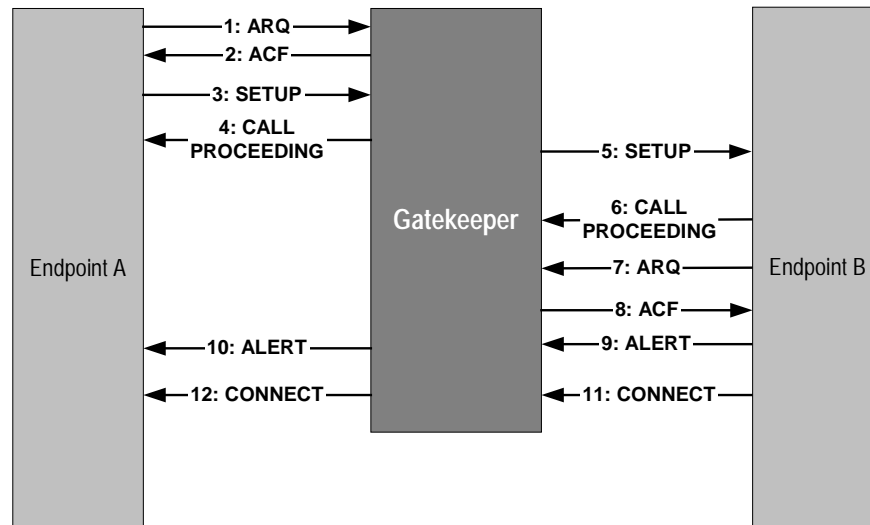 1: ARQ
2: ACF
3: SETUP
4: CALL
PROCEEDING
5: SETUP
6: CALL
PROCEEDING
Gatekeeper
Endpoint A
7: ARQ
Endpoint B
8: ACF
10: ALERT
9: ALERT
12: CONNECT
11: CONNECT